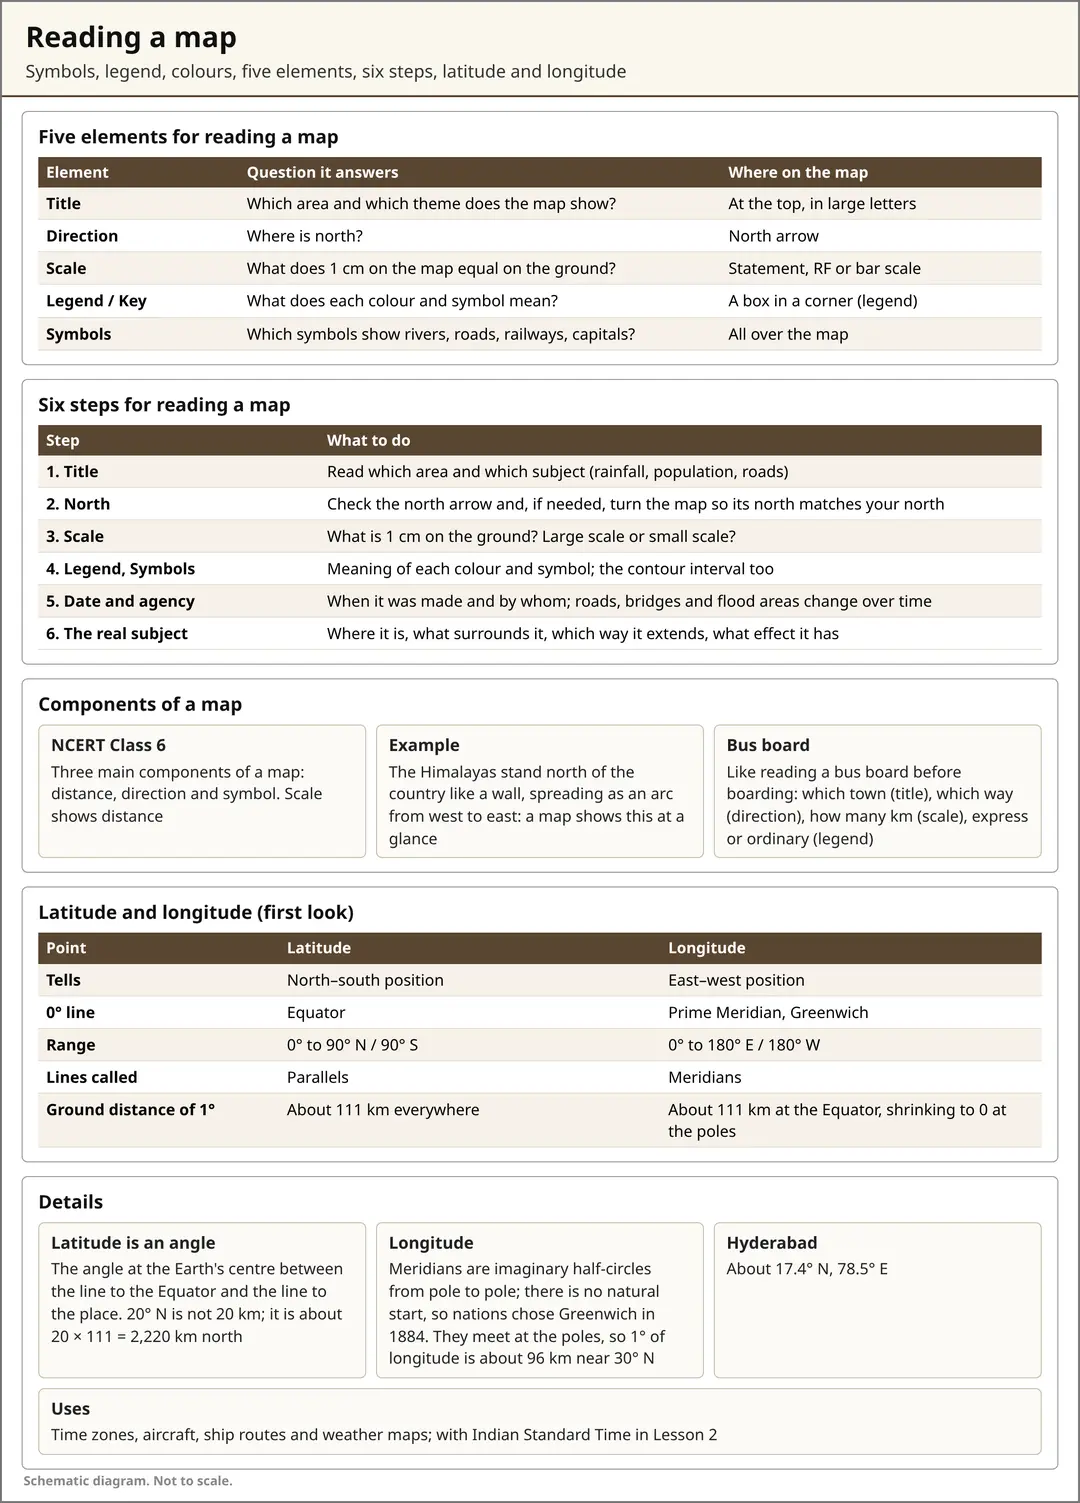 Reading a map
Symbols, legend, colours, five elements, six steps, latitude and longitude
Five elements for reading a map
Element Question it answers Where on the map
Title Which area and which theme does the map show? At the top, in large letters
Direction Where is north? North arrow
Scale What does 1 cm on the map equal on the ground? Statement, RF or bar scale
Legend / Key What does each colour and symbol mean? A box in a corner (legend)
Symbols Which symbols show rivers, roads, railways, capitals? All over the map
Six steps for reading a map
Step What to do
1. Title Read which area and which subject (rainfall, population, roads)
2. North Check the north arrow and, if needed, turn the map so its north matches your north
3. Scale What is 1 cm on the ground? Large scale or small scale?
4. Legend, Symbols Meaning of each colour and symbol; the contour interval too
5. Date and agency When it was made and by whom; roads, bridges and flood areas change over time
6. The real subject Where it is, what surrounds it, which way it extends, what effect it has
Components of a map
NCERT Class 6
Three main components of a map:
distance, direction and symbol. Scale
shows distance
Example
The Himalayas stand north of the
country like a wall, spreading as an arc
from west to east: a map shows this at a
glance
Bus board
Like reading a bus board before
boarding: which town (title), which way
(direction), how many km (scale), express
or ordinary (legend)
Latitude and longitude (first look)
Point Latitude Longitude
Tells North–south position East–west position
0° line Equator Prime Meridian, Greenwich
Range 0° to 90° N / 90° S 0° to 180° E / 180° W
Lines called Parallels Meridians
Ground distance of 1° About 111 km everywhere About 111 km at the Equator, shrinking to 0 at
the poles
Details
Latitude is an angle
The angle at the Earth's centre between
the line to the Equator and the line to
the place. 20° N is not 20 km; it is about
20 × 111 = 2,220 km north
Longitude
Meridians are imaginary half-circles
from pole to pole; there is no natural
start, so nations chose Greenwich in
1884. They meet at the poles, so 1° of
longitude is about 96 km near 30° N
Hyderabad
About 17.4° N, 78.5° E
Uses
Time zones, aircraft, ship routes and weather maps; with Indian Standard Time in Lesson 2
Schematic diagram. Not to scale.